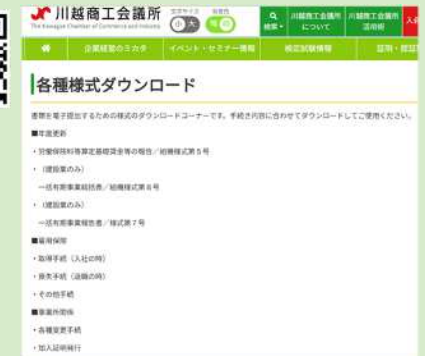 川越商工会議所
The Kawagoe Chamber of Commerce and Industry
文字サイズ
小 大
検索
川越商工会議所
について
川越商工会議所
活用術
企業経営のミカタ
イベント・セミナー情報
検定試験情報
各種様式ダウンロード
書類を電子提出するための様式のダウンロードコーナーです。手続き内容に合わせてダウンロードしてご使用ください。
■年度更新
・労働保険料等算定基礎賃金等の報告/組機様式第5号
・（建設業のみ）
一括有期事業総括表/組機様式第8号
・（建設業のみ）
一括有期事業報告書/様式第7号
■雇用保険
・取得手続（入社の時）
・喪失手続（退職の時）
・その他手続
■事業所関係
・各種変更手続
・加入証明発行